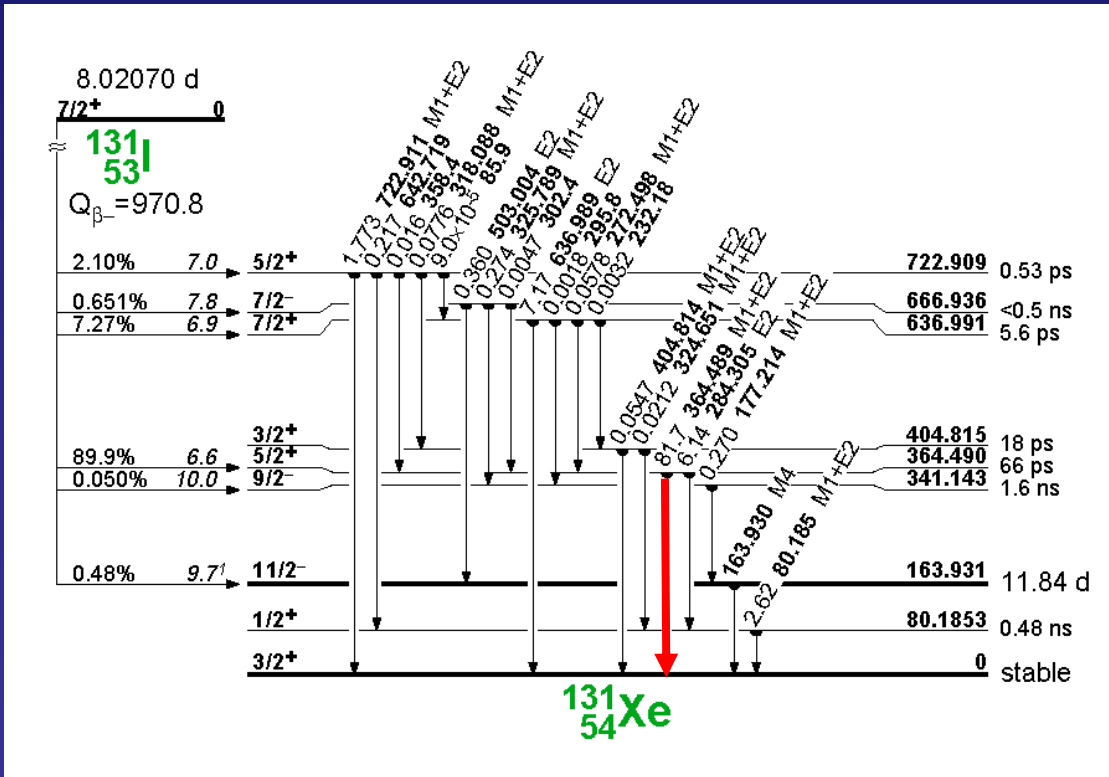 8.02070 d
7/2+ 0
131
53 I
Qβ−=970.8
1.773 722.911 M1+E2
0.217 642.719
0.016 358.4
0.0776 318.088 M1+E2
9.0×10-5 85.9
0.360 503.004 E2
0.274 325.789 M1+E2
0.0047 302.4
7.17 636.989 E2
0.0018 295.8
0.0578 272.498 M1+E2
0.0032 232.18
0.0547 404.814 M1+E2
0.0212 324.651 M1+E2
81.7 364.489 M1+E2
6.14 284.305 E2
0.270 177.214 M1+E2
163.930 M4
2.62 80.185 M1+E2
2.10% 7.0 5/2+ 722.909 0.53 ps
0.651% 7.8 7/2− 666.936 <0.5 ns
7.27% 6.9 7/2+ 636.991 5.6 ps
3/2+ 404.815 18 ps
89.9% 6.6 5/2+ 364.490 66 ps
0.050% 10.0 9/2− 341.143 1.6 ns
0.48% 9.7¹ 11/2− 163.931 11.84 d
1/2+ 80.1853 0.48 ns
3/2+ 0 stable
131
54 Xe